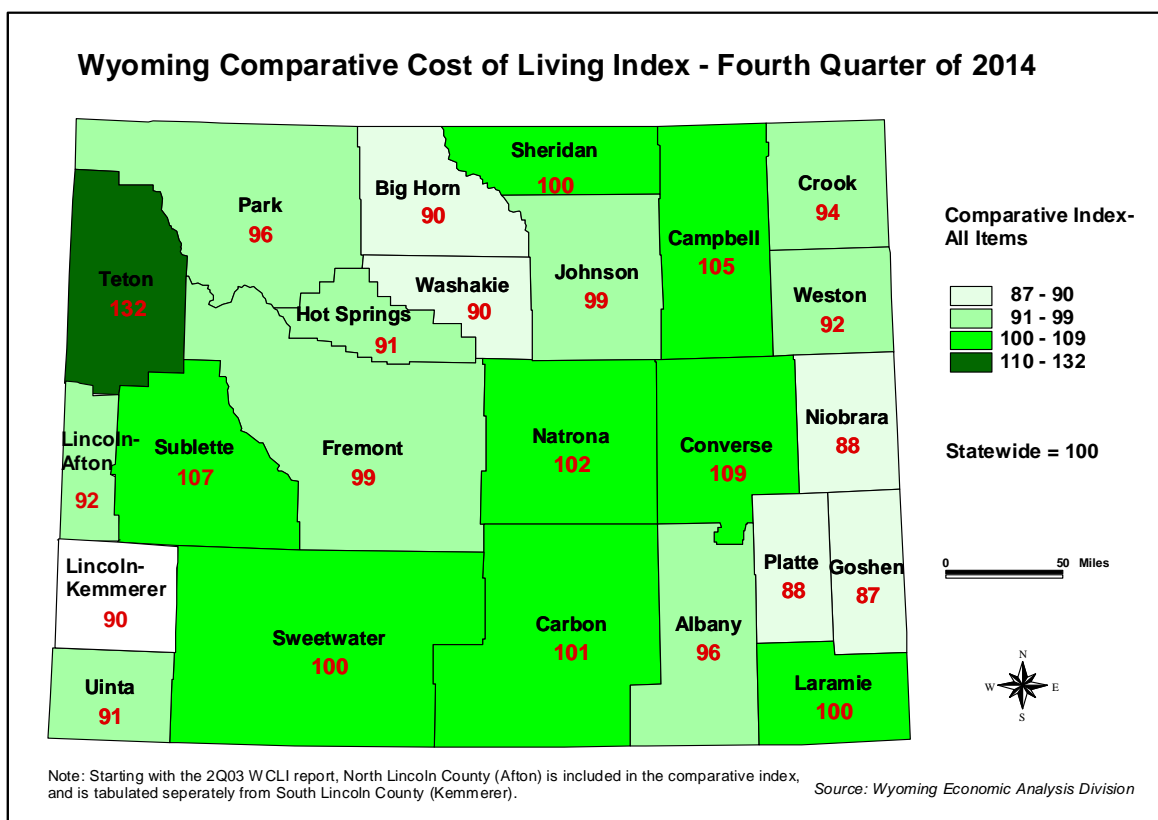 Wyoming Comparative Cost of Living Index - Fourth Quarter of 2014
Sheridan
100
Big Horn
90
Crook
94
Park
96
Campbell
105
Teton
132
Washakie
90
Johnson
99
Weston
92
Hot Springs
91
Lincoln-
Afton
92
Sublette
107
Fremont
99
Natrona
102
Converse
109
Niobrara
88
Lincoln-
Kemmerer
90
Platte
88
Goshen
87
Sweetwater
100
Carbon
101
Albany
96
Uinta
91
Laramie
100
Comparative Index-
All Items
87 - 90
91 - 99
100 - 109
110 - 132
Statewide = 100
0 50 Miles
N
W E
S
Note: Starting with the 2Q03 WCLI report, North Lincoln County (Afton) is included in the comparative index,
and is tabulated seperately from South Lincoln County (Kemmerer).
Source: Wyoming Economic Analysis Division